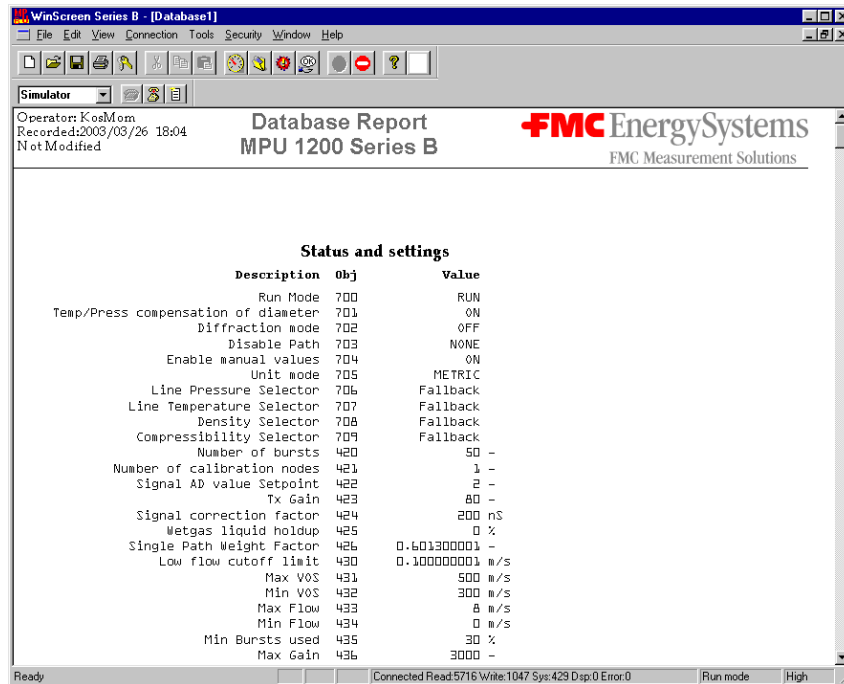 WinScreen Series B - [Database1]
File Edit View Connection Tools Security Window Help
OK
Simulator
Operator: KosMom
Recorded:2003/03/26 18:04
Not Modified
Database Report
MPU 1200 Series B
FMC EnergySystems
FMC Measurement Solutions
Status and settings
Description Obj Value
Run Mode 700 RUN
Temp/Press compensation of diameter 701 ON
Diffraction mode 702 OFF
Disable Path 703 NONE
Enable manual values 704 ON
Unit mode 705 METRIC
Line Pressure Selector 706 Fallback
Line Temperature Selector 707 Fallback
Density Selector 708 Fallback
Compressibility Selector 709 Fallback
Number of bursts 420 50 -
Number of calibration nodes 421 1 -
Signal AD value Setpoint 422 2 -
Tx Gain 423 80 -
Signal correction factor 424 200 nS
Wetgas liquid holdup 425 0 %
Single Path Weight Factor 426 0.601300001 -
Low flow cutoff limit 430 0.10000001 m/s
Max VOS 431 500 m/s
Min VOS 432 300 m/s
Max Flow 433 8 m/s
Min Flow 434 0 m/s
Min Bursts used 435 30 %
Max Gain 436 3000 -
Ready
Connected Read:5716 Write:1047 Sys:429 Dsp:0 Error:0
Run mode
High